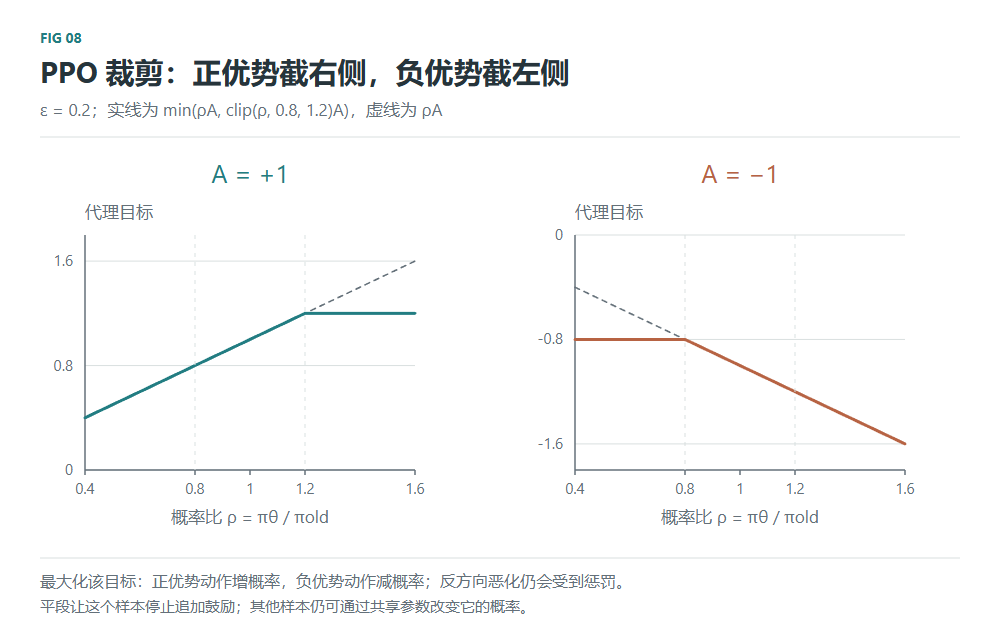 FIG 08
PPO 裁剪：正优势截右侧，负优势截左侧
ε = 0.2；实线为 min(ρA, clip(ρ, 0.8, 1.2)A)，虚线为 ρA
A = +1
代理目标
1.6
0.8
0
0.4 0.8 1 1.2 1.6
概率比 ρ = πθ / πold
A = −1
代理目标
0
-0.8
-1.6
0.4 0.8 1 1.2 1.6
概率比 ρ = πθ / πold
最大化该目标：正优势动作增概率，负优势动作减概率；反方向恶化仍会受到惩罚。
平段让这个样本停止追加鼓励；其他样本仍可通过共享参数改变它的概率。